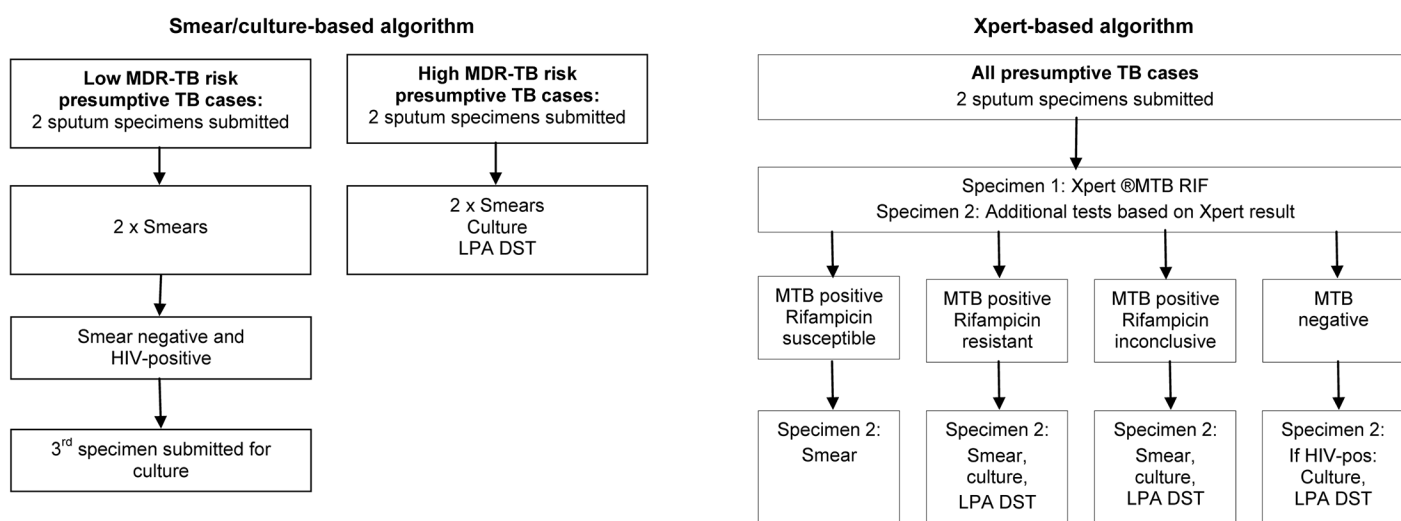 Smear/culture-based algorithm
Low MDR-TB risk
presumptive TB cases:
2 sputum specimens submitted
High MDR-TB risk
presumptive TB cases:
2 sputum specimens submitted
2 x Smears
2 x Smears
Culture
LPA DST
Smear negative and
HIV-positive
3rd specimen submitted for
culture
Xpert-based algorithm
All presumptive TB cases
2 sputum specimens submitted
Specimen 1: Xpert ®MTB RIF
Specimen 2: Additional tests based on Xpert result
MTB positive
Rifampicin
susceptible
MTB positive
Rifampicin
resistant
MTB positive
Rifampicin
inconclusive
MTB
negative
Specimen 2:
Smear
Specimen 2:
Smear,
culture,
LPA DST
Specimen 2:
Smear,
culture,
LPA DST
Specimen 2:
If HIV-pos:
Culture,
LPA DST